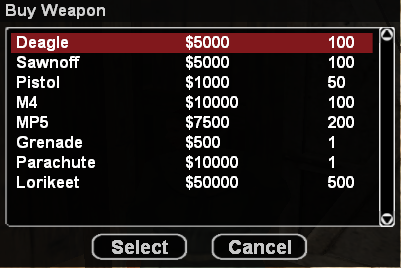 Buy Weapon
Deagle $5000 100
Sawnoff $5000 100
Pistol $1000 50
M4 $10000 100
MP5 $7500 200
Grenade $500 1
Parachute $10000 1
Lorikeet $50000 500
Select Cancel